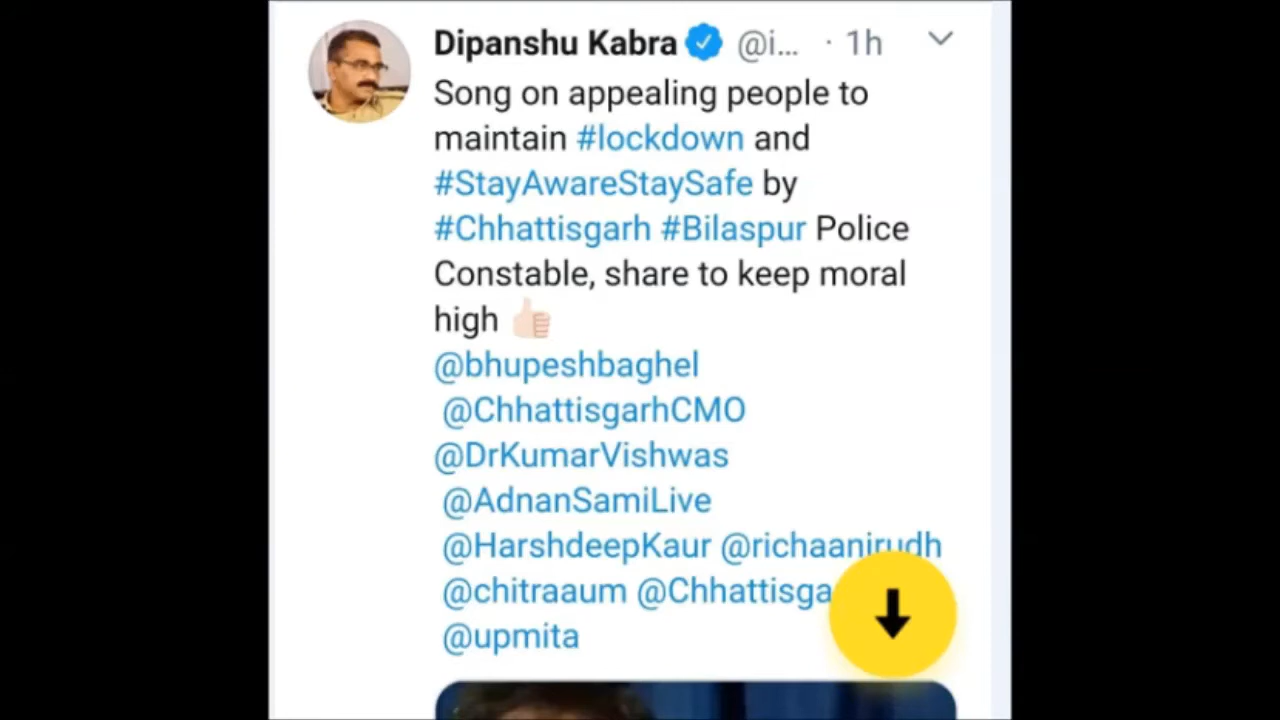 Dipanshu Kabra @i... · 1h
Song on appealing people to
maintain #lockdown and
#StayAwareStaySafe by
#Chhattisgarh #Bilaspur Police
Constable, share to keep moral
high 👍🏻
@bhupeshbaghel
@ChhattisgarhCMO
@DrKumarVishwas
@AdnanSamiLive
@HarshdeepKaur @richaanirudh
@chitraaum @Chhattisga
@upmita